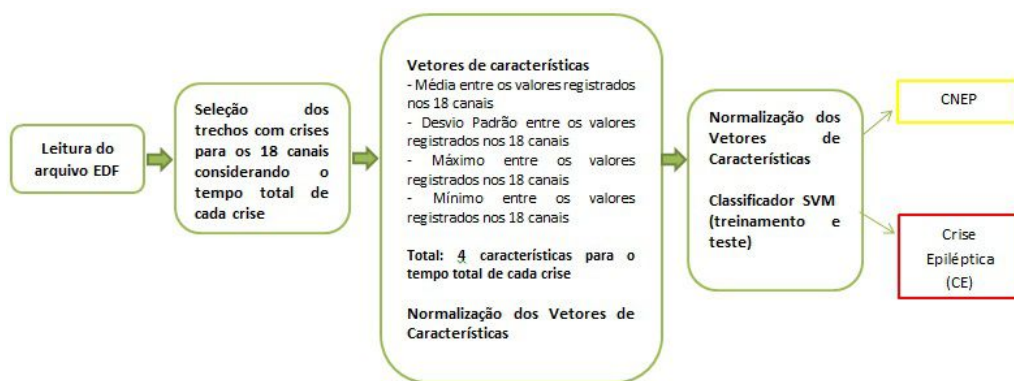 Leitura do
arquivo EDF
Seleção dos
trechos com crises
para os 18 canais
considerando o
tempo total de
cada crise
Vetores de características
- Média entre os valores registrados
nos 18 canais
- Desvio Padrão entre os valores
registrados nos 18 canais
- Máximo entre os valores
registrados nos 18 canais
- Mínimo entre os valores
registrados nos 18 canais
Total: 4 características para o
tempo total de cada crise
Normalização dos Vetores de
Características
Normalização dos
Vetores de
Características
Classificador SVM
(treinamento e
teste)
CNEP
Crise
Epiléptica
(CE)